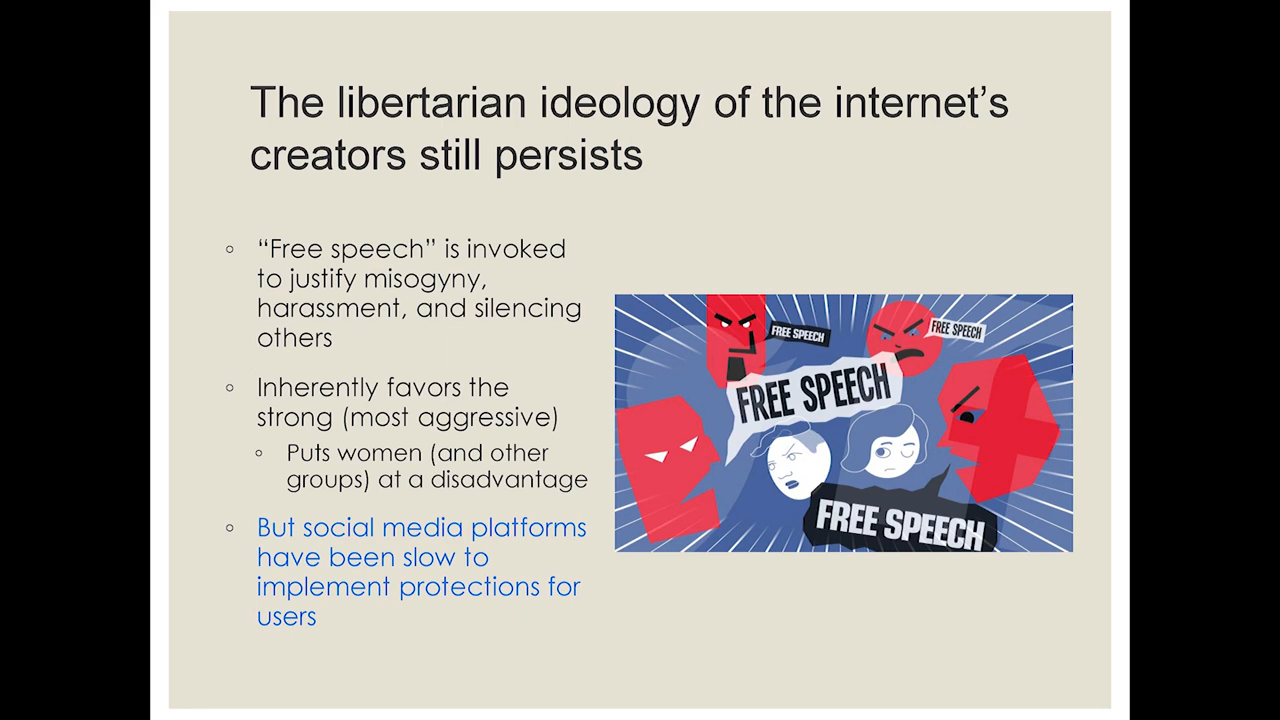 The libertarian ideology of the internet’s
creators still persists
◦ “Free speech” is invoked
to justify misogyny,
harassment, and silencing
others
◦ Inherently favors the
strong (most aggressive)
◦ Puts women (and other
groups) at a disadvantage
◦ But social media platforms
have been slow to
implement protections for
users
FREE SPEECH
FREE SPEECH
FREE SPEECH
FREE SPEECH